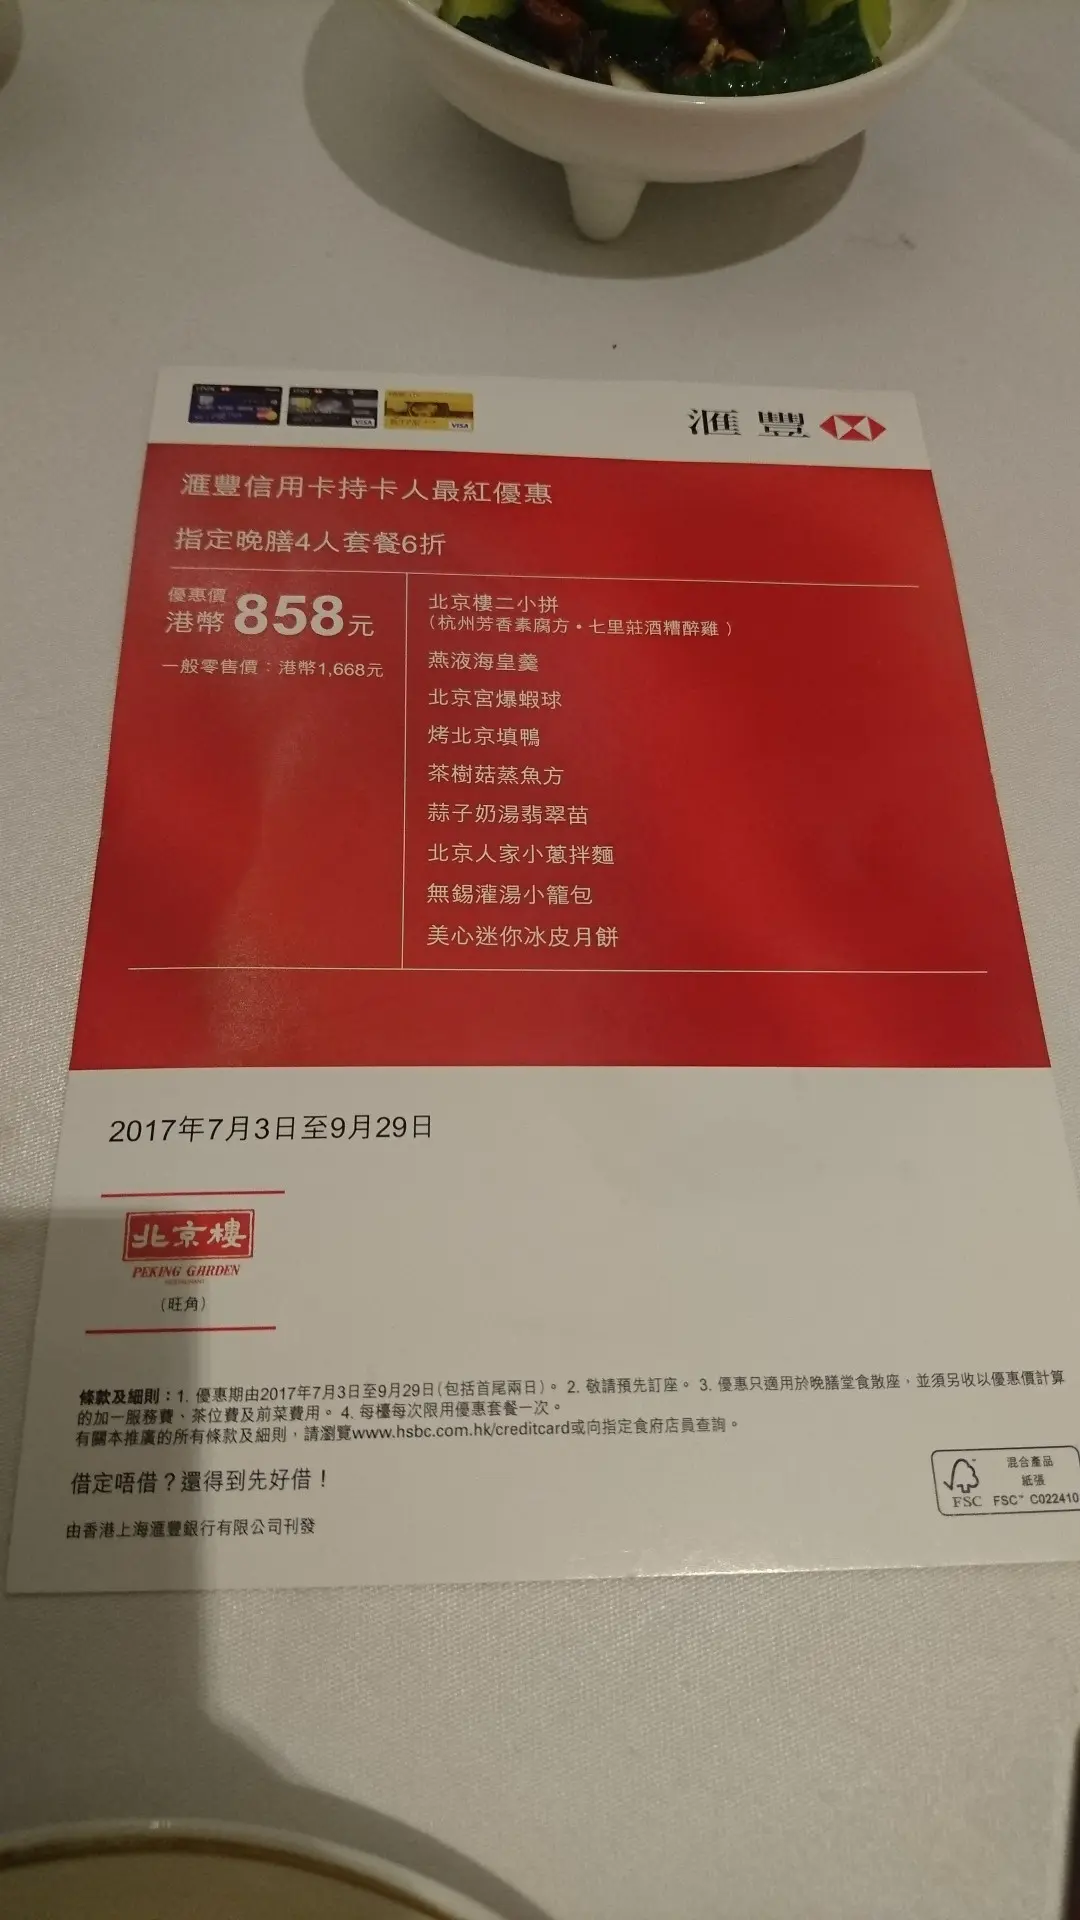 滙豐
滙豐信用卡持卡人最紅優惠
指定晚膳4人套餐6折
優惠價
港幣858元
一般零售價：港幣1,668元
北京樓二小拼
（杭州芳香素腐方・七里莊酒糟醉雞）
燕液海皇羹
北京宮爆蝦球
烤北京填鴨
茶樹菇蒸魚方
蒜子奶湯翡翠苗
北京人家小蔥拌麵
無錫灌湯小籠包
美心迷你冰皮月餅
2017年7月3日至9月29日
北京樓
PEKING GARDEN
（旺角）
條款及細則：1. 優惠期由2017年7月3日至9月29日（包括首尾兩日）。 2. 敬請預先訂座。 3. 優惠只適用於晚膳堂食散座，並須另收以優惠價計算
的加一服務費、茶位費及前菜費用。 4. 每檯每次限用優惠套餐一次。
有關本推廣的所有條款及細則，請瀏覽www.hsbc.com.hk/creditcard或向指定食府店員查詢。
借定唔借？還得到先好借！
由香港上海滙豐銀行有限公司刊發
混合產品
紙張
FSC FSC™ C022410
VISA
VISA